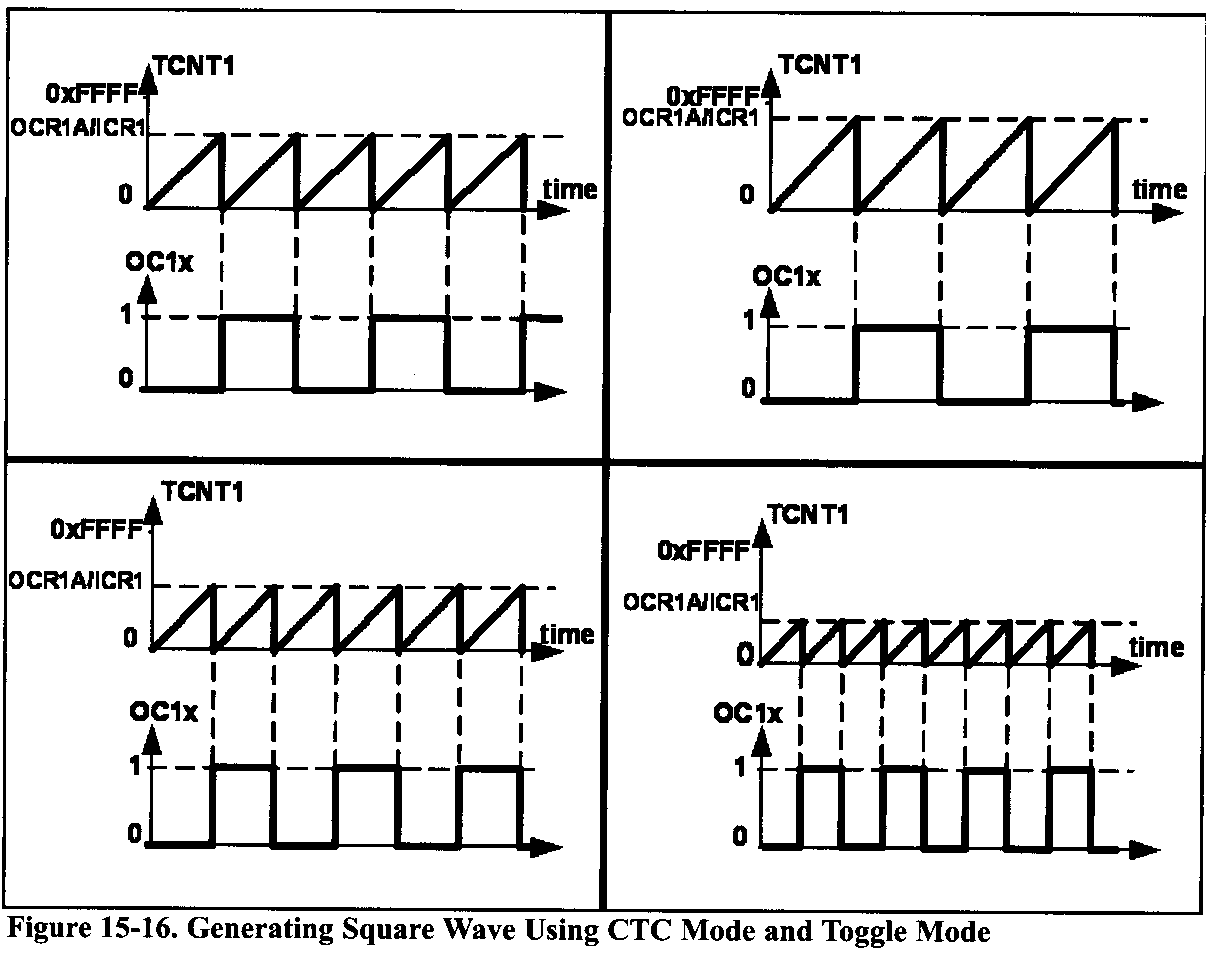 TCNT1
0xFFFF
OCR1A/ICR1
0
time
OC1x
1
0
TCNT1
0xFFFF
OCR1A/ICR1
0
time
OC1x
1
0
TCNT1
0xFFFF
OCR1A/ICR1
0
time
OC1x
1
0
TCNT1
0xFFFF
OCR1A/ICR1
0
time
OC1x
1
0
Figure 15-16. Generating Square Wave Using CTC Mode and Toggle Mode